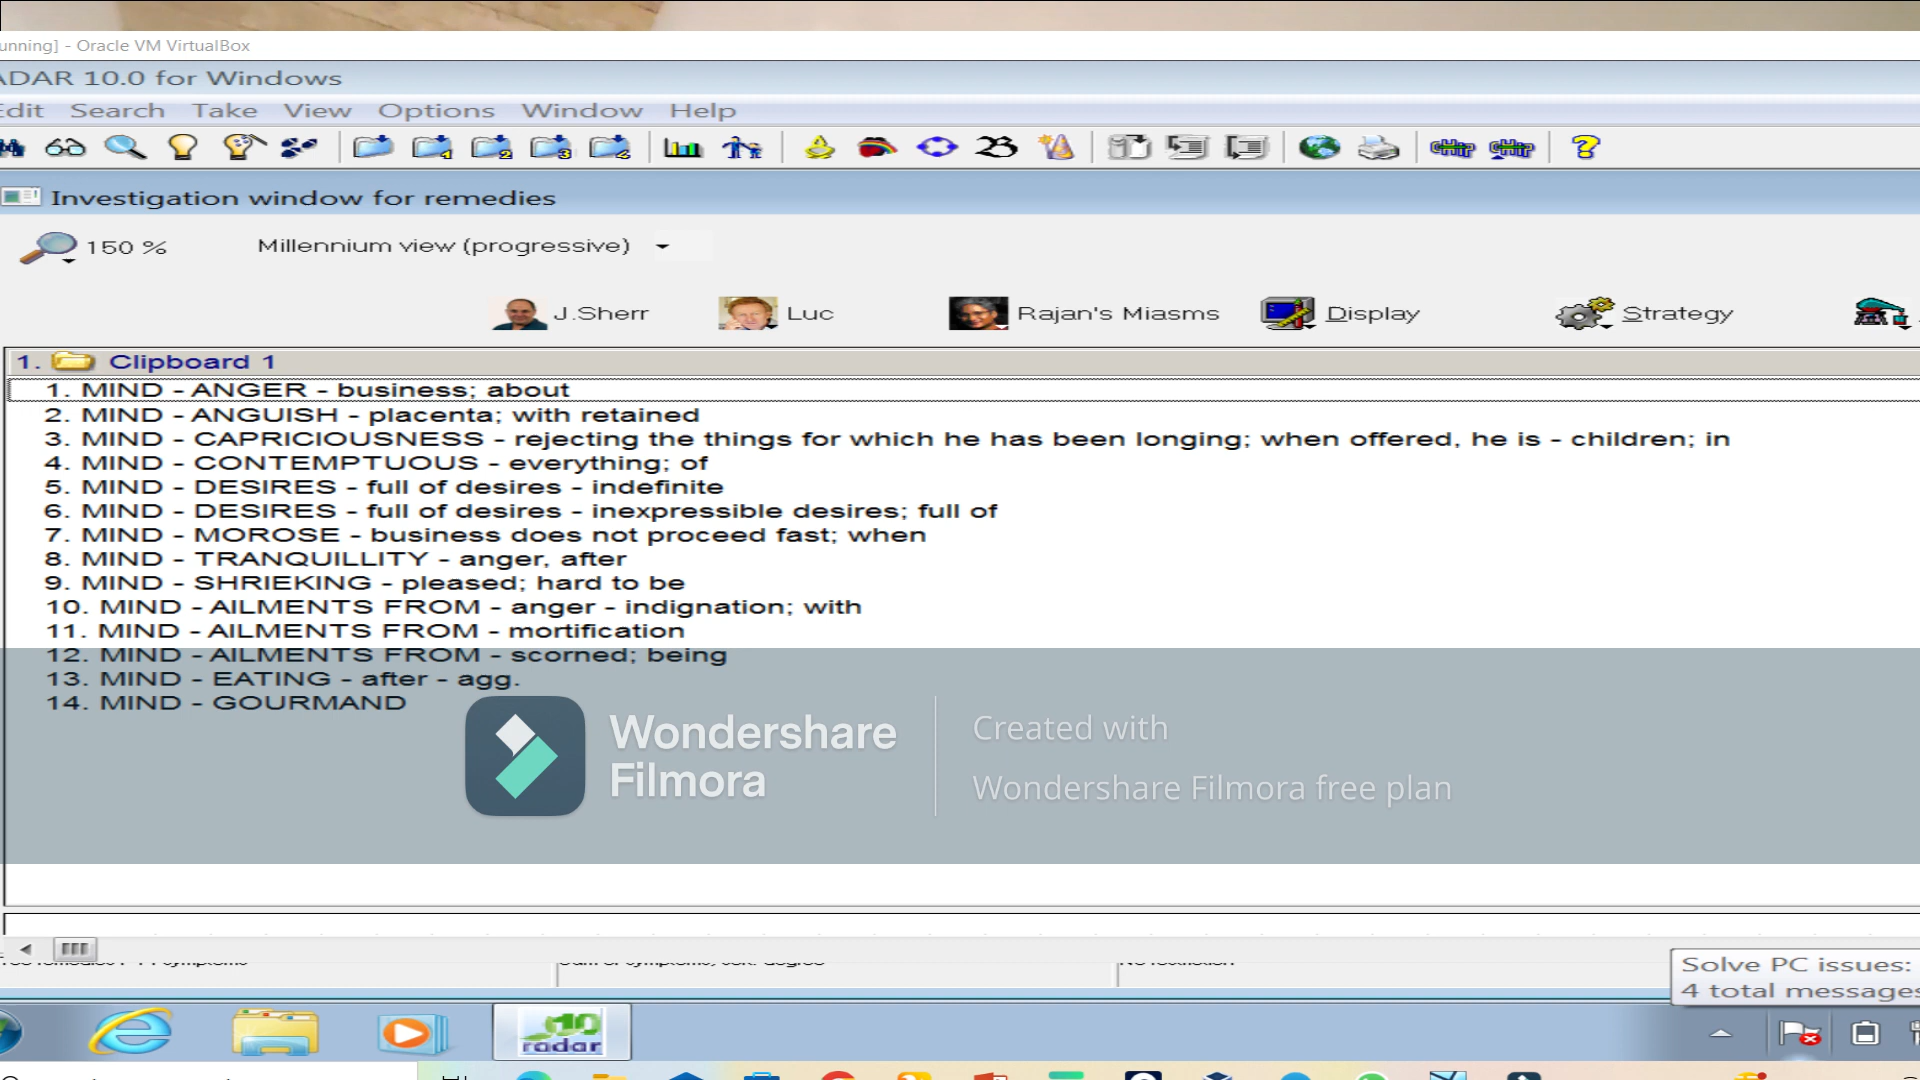 unning] - Oracle VM VirtualBox
ADAR 10.0 for Windows
Edit Search Take View Options Window Help
Investigation window for remedies
150 % Millennium view (progressive)
J.Sherr Luc Rajan's Miasms Display Strategy
1. Clipboard 1
1. MIND - ANGER - business; about
2. MIND - ANGUISH - placenta; with retained
3. MIND - CAPRICIOUSNESS - rejecting the things for which he has been longing; when offered, he is - children; in
4. MIND - CONTEMPTUOUS - everything; of
5. MIND - DESIRES - full of desires - indefinite
6. MIND - DESIRES - full of desires - inexpressible desires; full of
7. MIND - MOROSE - business does not proceed fast; when
8. MIND - TRANQUILLITY - anger, after
9. MIND - SHRIEKING - pleased; hard to be
10. MIND - AILMENTS FROM - anger - indignation; with
11. MIND - AILMENTS FROM - mortification
12. MIND - AILMENTS FROM - scorned; being
13. MIND - EATING - after - agg.
14. MIND - GOURMAND
Wondershare
Filmora
Created with
Wondershare Filmora free plan
Solve PC issues:
4 total messages
radar